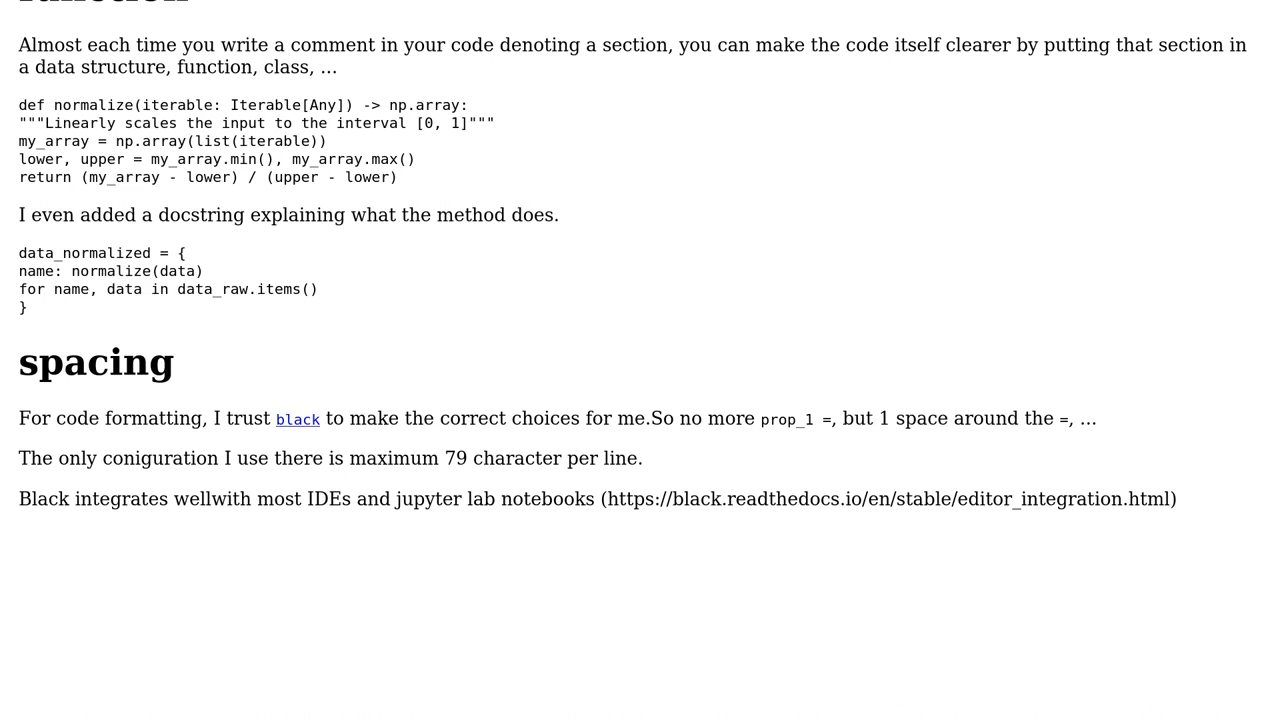 function
Almost each time you write a comment in your code denoting a section, you can make the code itself clearer by putting that section in
a data structure, function, class, ...
def normalize(iterable: Iterable[Any]) -> np.array:
"""Linearly scales the input to the interval [0, 1]"""
my_array = np.array(list(iterable))
lower, upper = my_array.min(), my_array.max()
return (my_array - lower) / (upper - lower)
I even added a docstring explaining what the method does.
data_normalized = {
name: normalize(data)
for name, data in data_raw.items()
}
spacing
For code formatting, I trust black to make the correct choices for me.So no more prop_1 =, but 1 space around the =, ...
The only coniguration I use there is maximum 79 character per line.
Black integrates wellwith most IDEs and jupyter lab notebooks (https://black.readthedocs.io/en/stable/editor_integration.html)